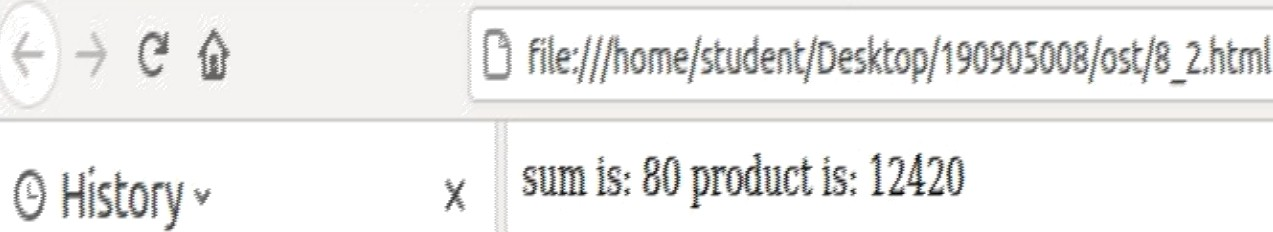 file:///home/student/Desktop/190905008/ost/8_2.html
History
X
sum is: 80 product is: 12420